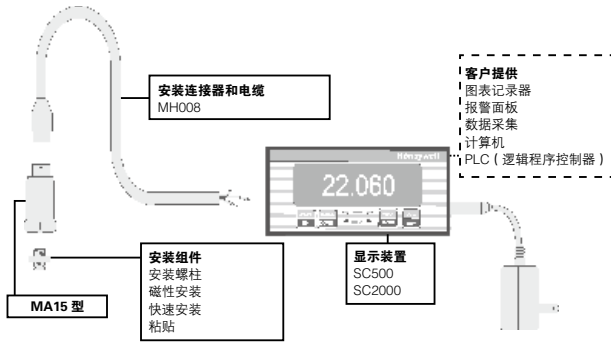 安装连接器和电缆
MH008
客户提供
图表记录器
报警面板
数据采集
计算机
PLC ( 逻辑程序控制器 )
Honeywell
22.060
安装组件
安装螺柱
磁性安装
快速安装
粘贴
显示装置
SC500
SC2000
MA15 型